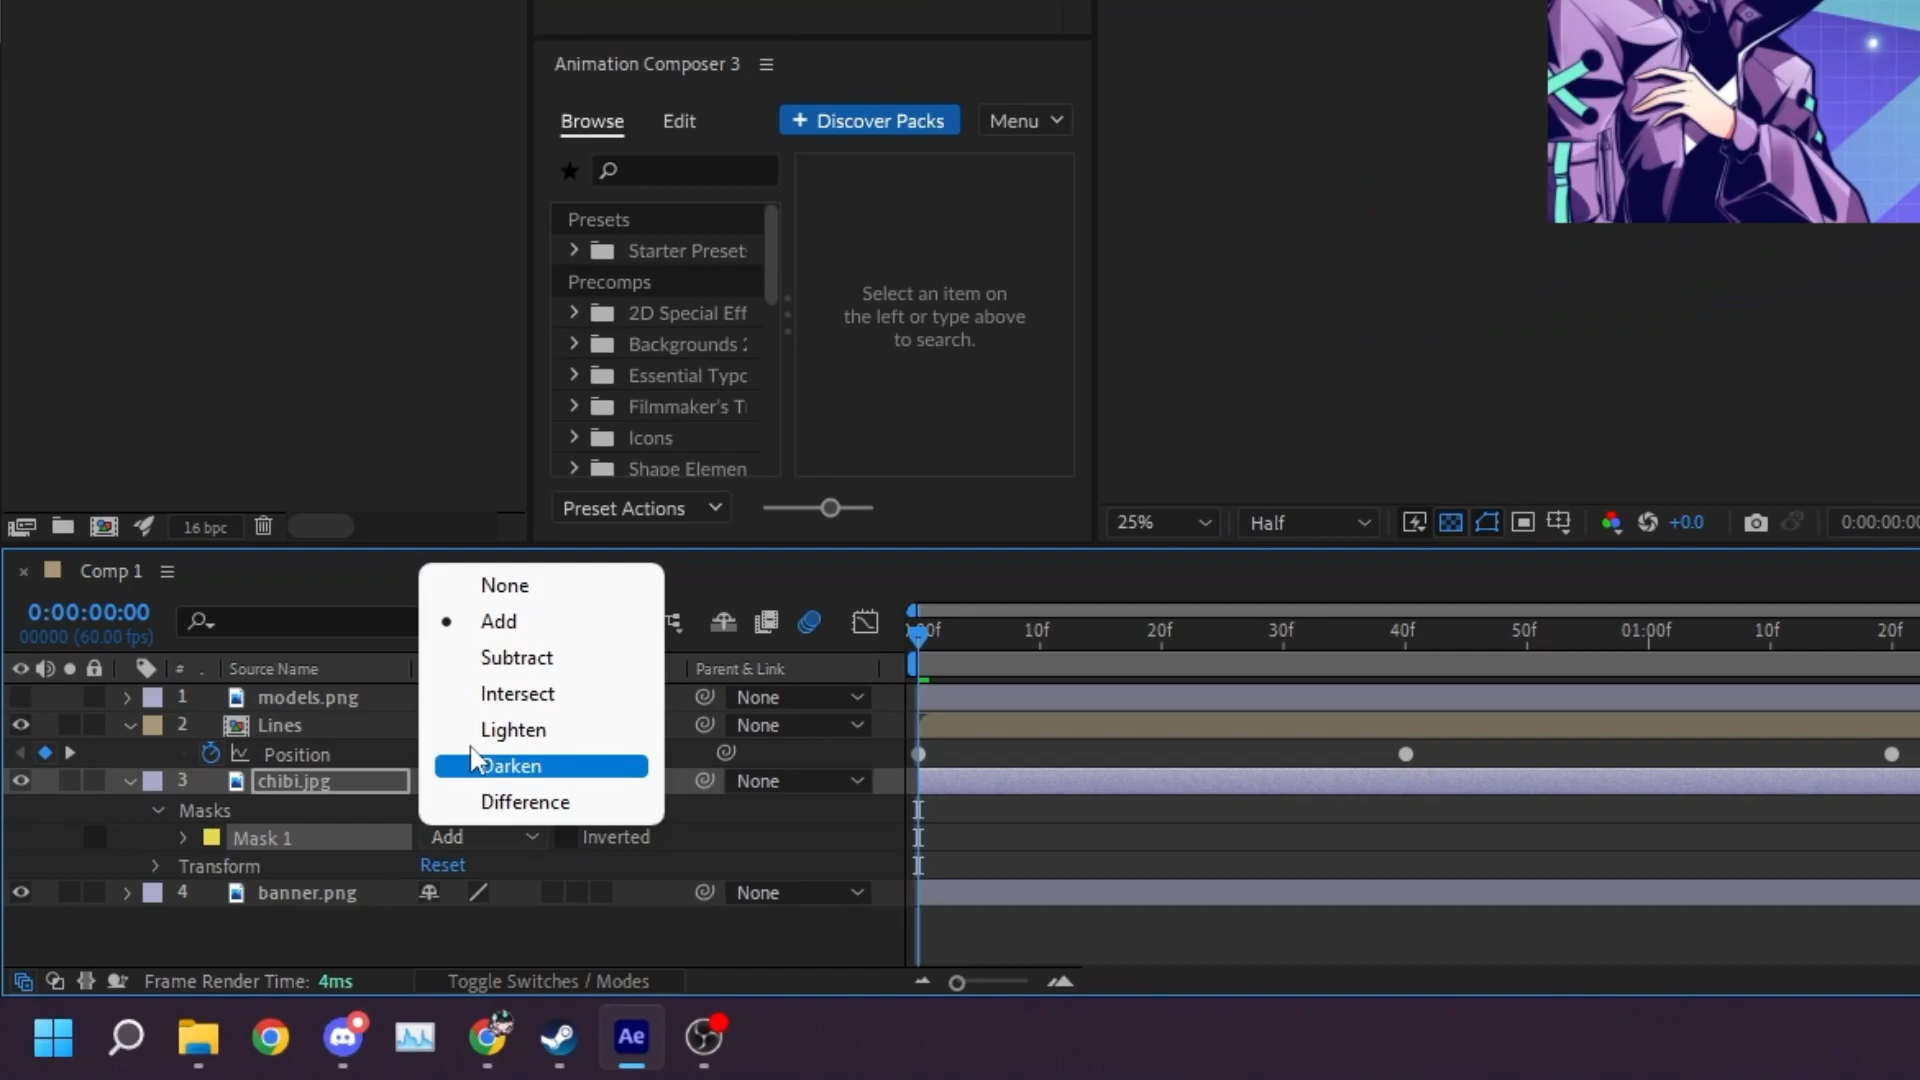 Animation Composer 3
Browse Edit + Discover Packs Menu
Presets
Starter Preset
Precomps
2D Special Eff
Backgrounds 2
Essential Typo
Filmmaker's T
Icons
Shape Elemen
Select an item on
the left or type above
to search.
Preset Actions
16 bpc
25% Half +0.0 0:00:00:00
Comp 1
0:00:00:00
00000 (60.00 fps)
None
Add
Subtract
Intersect
Lighten
Darken
Difference
:00f 10f 20f 30f 40f 50f 01:00f 10f 20f
# . Source Name Parent & Link
1 models.png None
2 Lines None
Position
3 chibi.jpg None
Masks
Mask 1 Add Inverted
Transform Reset
4 banner.png None
Frame Render Time: 4ms Toggle Switches / Modes
Ae